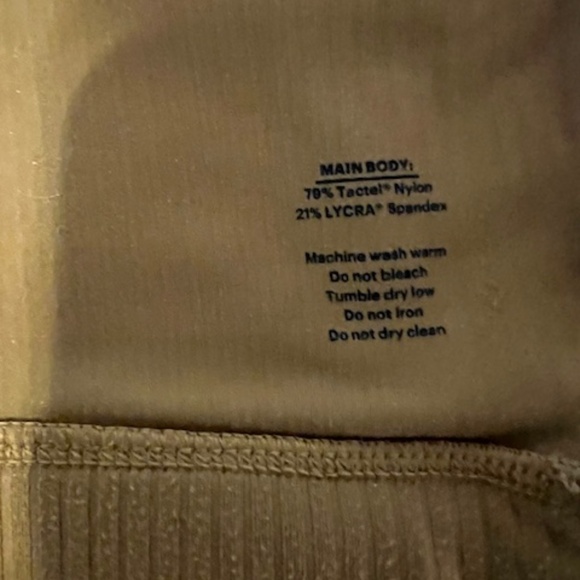 MAIN BODY:
79% Tactel® Nylon
21% LYCRA® Spandex
Machine wash warm
Do not bleach
Tumble dry low
Do not iron
Do not dry clean